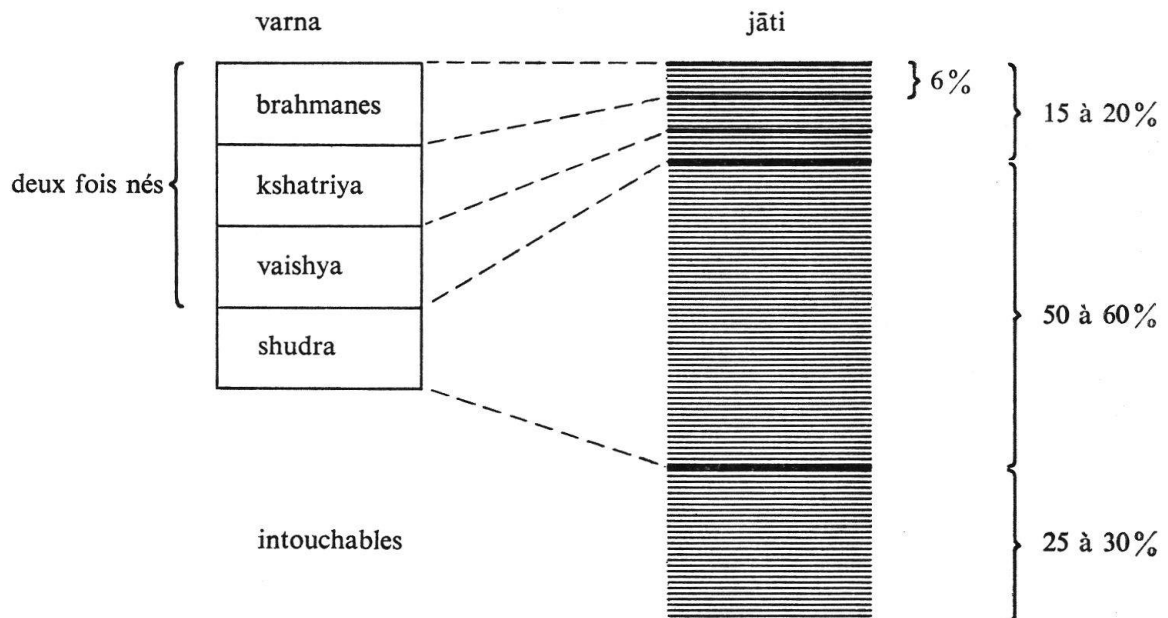 varna
jāti
brahmanes
6%
15 à 20%
deux fois nés
kshatriya
vaishya
50 à 60%
shudra
intouchables
25 à 30%